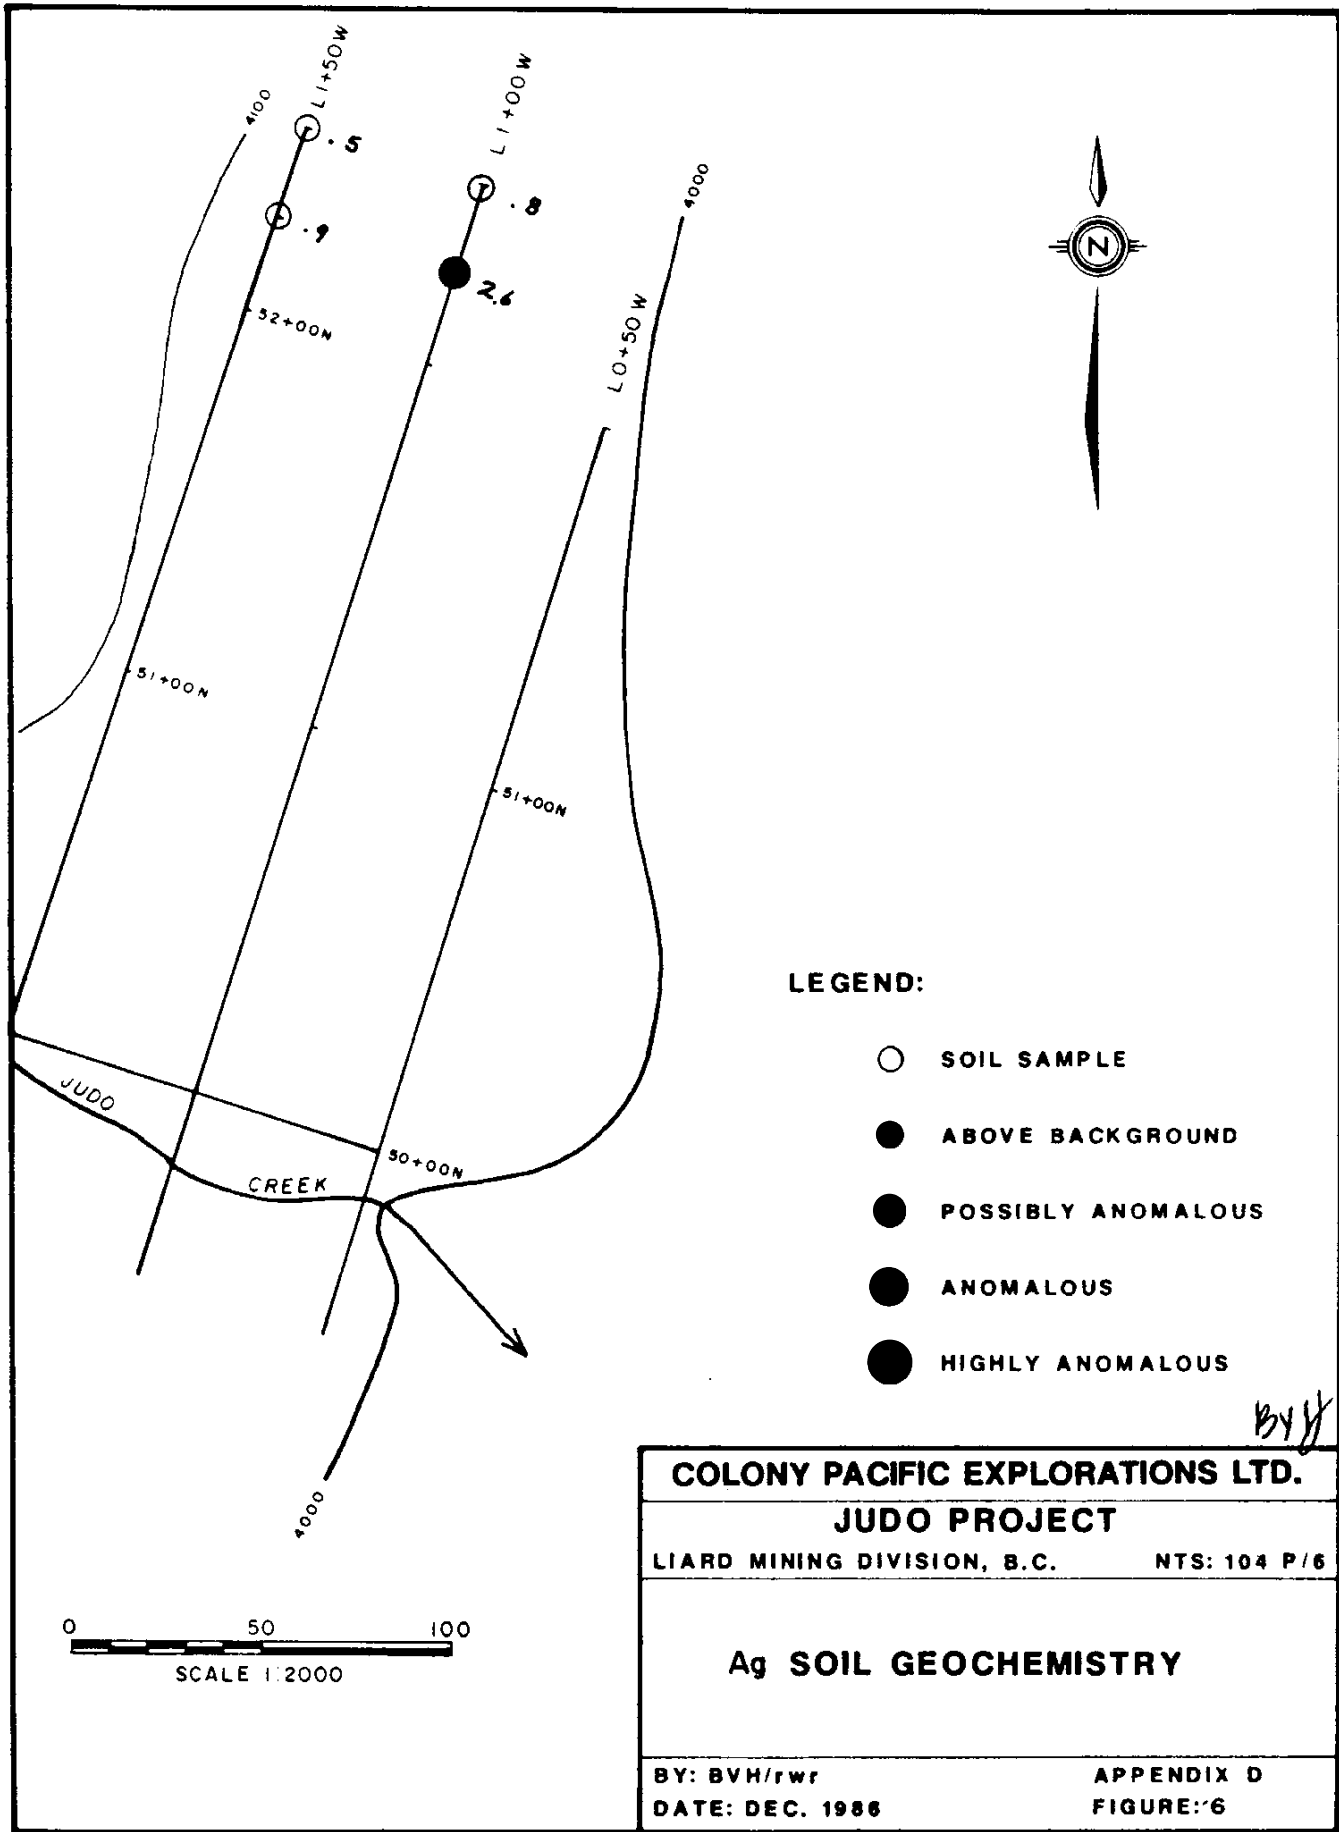 4100
L1+50W
L1+00W
.5
.9
.8
2.6
4000
N
52+00N
L0+50W
51+00N
51+00N
LEGEND:
SOIL SAMPLE
ABOVE BACKGROUND
POSSIBLY ANOMALOUS
ANOMALOUS
HIGHLY ANOMALOUS
JUDO
CREEK
50+00N
4000
0 50 100
SCALE 1:2000
COLONY PACIFIC EXPLORATIONS LTD.
JUDO PROJECT
LIARD MINING DIVISION, B.C. NTS: 104 P/6
Ag SOIL GEOCHEMISTRY
BY: BVH/rwr APPENDIX D
DATE: DEC. 1986 FIGURE: 6